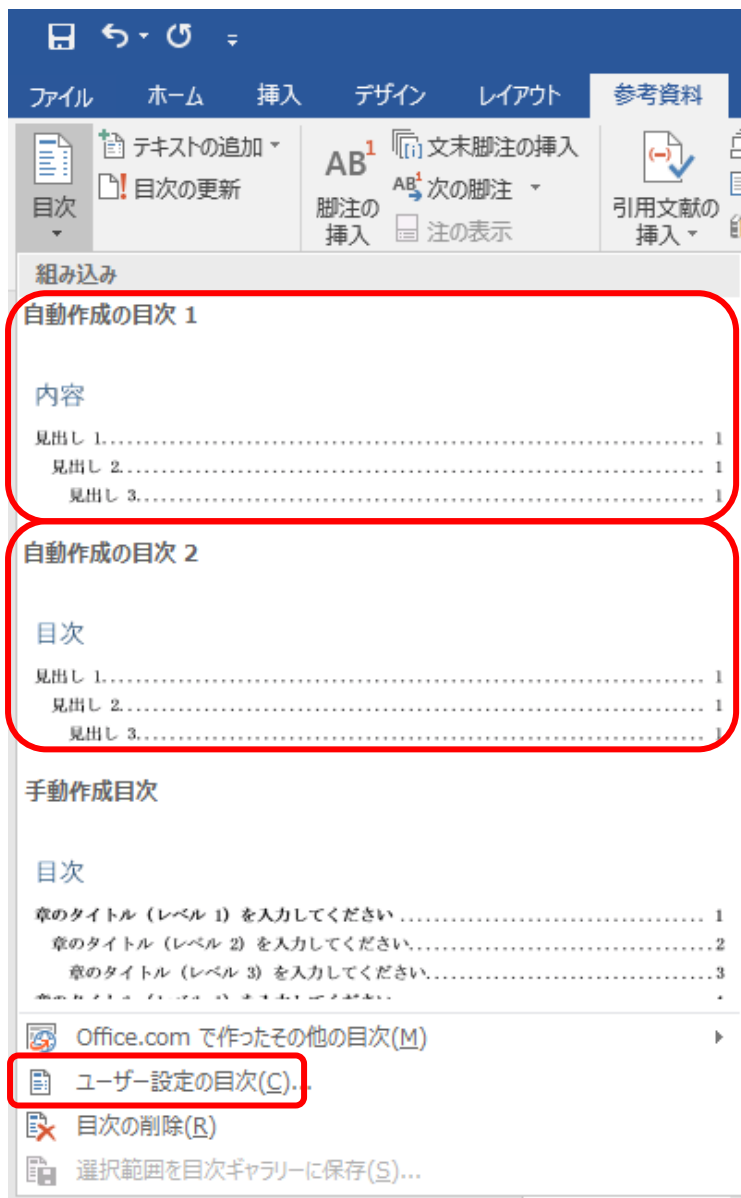 ファイル ホーム 挿入 デザイン レイアウト 参考資料
目次
テキストの追加
目次の更新
AB1
脚注の
挿入
文末脚注の挿入
AB1 次の脚注
注の表示
引用文献の
挿入
組み込み
自動作成の目次 1
内容
見出し 1........ 1
見出し 2........ 1
見出し 3........ 1
自動作成の目次 2
目次
見出し 1........ 1
見出し 2........ 1
見出し 3........ 1
手動作成目次
目次
章のタイトル (レベル 1) を入力してください ........ 1
章のタイトル (レベル 2) を入力してください........2
章のタイトル (レベル 3) を入力してください........3
Office.com で作ったその他の目次(M)
ユーザー設定の目次(C)...
目次の削除(R)
選択範囲を目次ギャラリーに保存(S)...